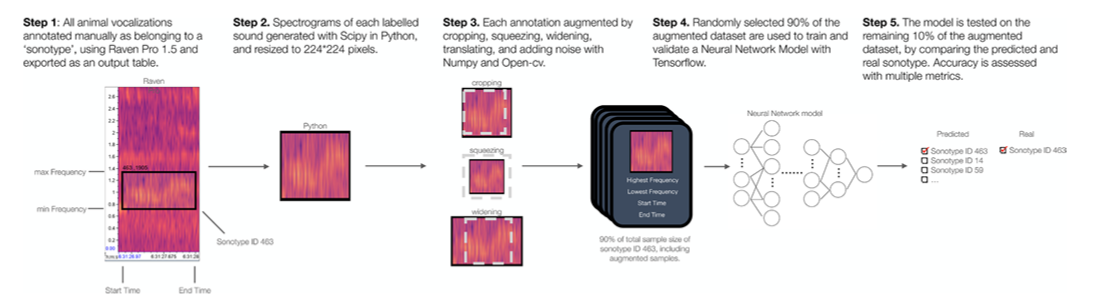 Step 1: All animal vocalizations
annotated manually as belonging to a
'sonotype', using Raven Pro 1.5 and
exported as an output table.
Step 2. Spectrograms of each labelled
sound generated with Scipy in Python,
and resized to 224*224 pixels.
Step 3. Each annotation augmented by
cropping, squeezing, widening,
translating, and adding noise with
Numpy and Open-cv.
Step 4. Randomly selected 90% of the
augmented dataset are used to train and
validate a Neural Network Model with
Tensorflow.
Step 5. The model is tested on the
remaining 10% of the augmented
dataset, by comparing the predicted and
real sonotype. Accuracy is assessed
with multiple metrics.
Raven
2.6
2.4
2.2
2
1.8
1.6
1.4
1.2
1
0.8
0.6
0.4
0.2
max Frequency
min Frequency
Sonotype ID 463
6:31:26.67
6:31:27.675
6:31:28
Start Time
End Time
Python
cropping
squeezing
widening
Highest Frequency
Lowest Frequency
Start Time
End Time
90% of total sample size of
sonotype ID 463, including
augmented samples.
Neural Network model
Predicted
Sonotype ID 463
Sonotype ID 14
Sonotype ID 59
...
Real
Sonotype ID 463